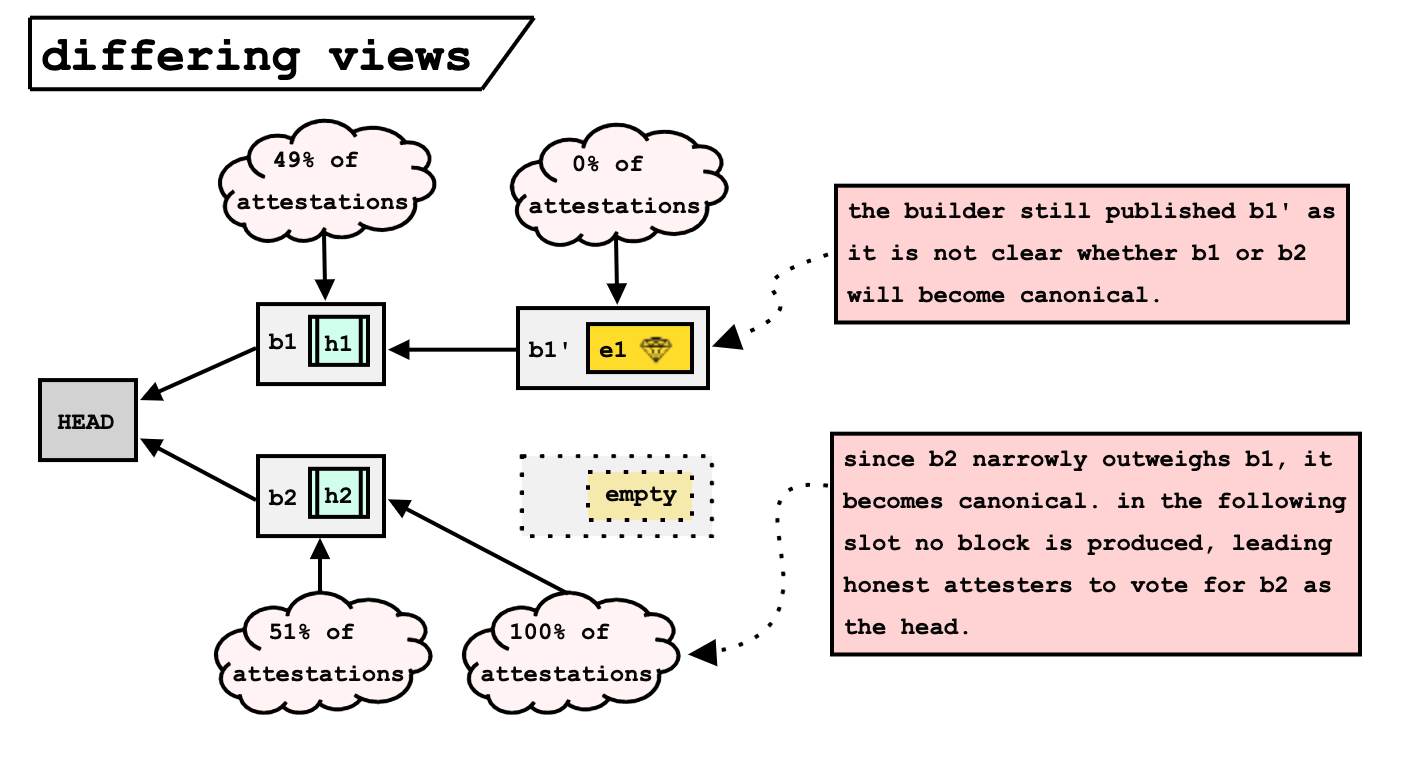 differing views
49% of
attestations
0% of
attestations
the builder still published b1' as
it is not clear whether b1 or b2
will become canonical.
b1 h1
b1' e1
HEAD
b2 h2
empty
since b2 narrowly outweighs b1, it
becomes canonical. in the following
slot no block is produced, leading
honest attesters to vote for b2 as
the head.
51% of
attestations
100% of
attestations